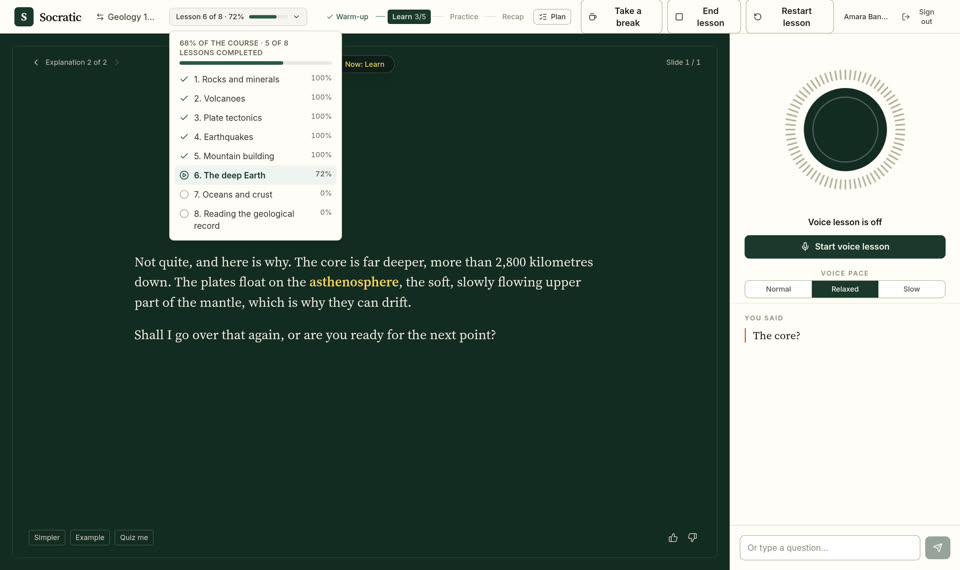 S Socratic
Geology 1...
Lesson 6 of 8 · 72%
Warm-up
Learn 3/5
Practice
Recap
Plan
Take a break
End lesson
Restart lesson
Amara Ban...
Sign out
68% OF THE COURSE · 5 OF 8
LESSONS COMPLETED
1. Rocks and minerals 100%
2. Volcanoes 100%
3. Plate tectonics 100%
4. Earthquakes 100%
5. Mountain building 100%
6. The deep Earth 72%
7. Oceans and crust 0%
8. Reading the geological 0%
record
Explanation 2 of 2
Now: Learn
Slide 1 / 1
Not quite, and here is why. The core is far deeper, more than 2,800 kilometres
down. The plates float on the asthenosphere, the soft, slowly flowing upper
part of the mantle, which is why they can drift.
Shall I go over that again, or are you ready for the next point?
Simpler
Example
Quiz me
Voice lesson is off
Start voice lesson
VOICE PACE
Normal
Relaxed
Slow
YOU SAID
The core?
Or type a question...